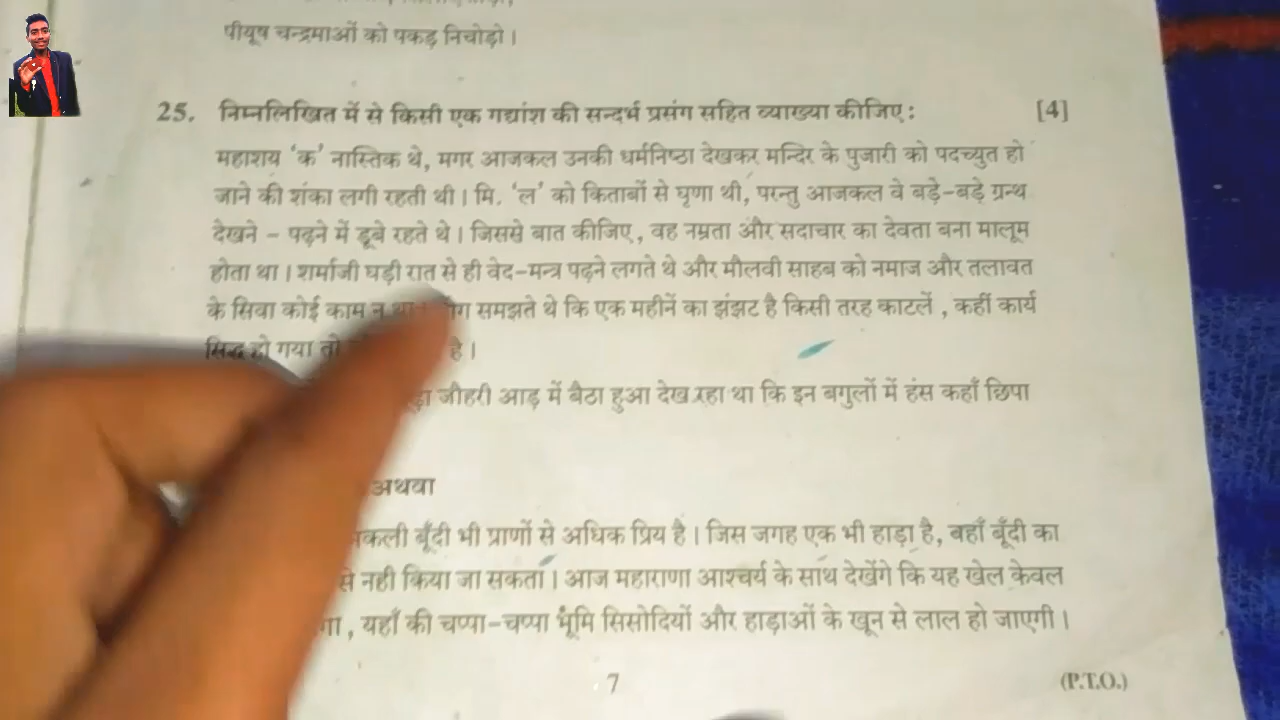 पीयूष चन्द्रमाओं को पकड़ निचोड़ो।
25. निम्नलिखित में से किसी एक गद्यांश की सन्दर्भ प्रसंग सहित व्याख्या कीजिए : [4]
महाशय 'क' नास्तिक थे, मगर आजकल उनकी धर्मनिष्ठा देखकर मन्दिर के पुजारी को पदच्युत हो
जाने की शंका लगी रहती थी। मि. 'ल' को किताबों से घृणा थी, परन्तु आजकल वे बड़े-बड़े ग्रन्थ
देखने - पढ़ने में डूबे रहते थे। जिससे बात कीजिए, वह नम्रता और सदाचार का देवता बना मालूम
होता था। शर्माजी घड़ी रात से ही वेद-मन्त्र पढ़ने लगते थे और मौलवी साहब को नमाज और तलावत
के सिवा कोई काम न समझते थे कि एक महीनें का झंझट है किसी तरह काटलें, कहीं कार्य
सिद्ध हो गया तो है।
जौहरी आड़ में बैठा हुआ देख रहा था कि इन बगुलों में हंस कहाँ छिपा
अथवा
बूँदी भी प्राणों से अधिक प्रिय है। जिस जगह एक भी हाड़ा है, वहाँ बूँदी का
से नही किया जा सकता। आज महाराणा आश्चर्य के साथ देखेंगे कि यह खेल केवल
यहाँ की चप्पा-चप्पा भूमि सिसोदियों और हाड़ाओं के खून से लाल हो जाएगी।
7 (P.T.O.)